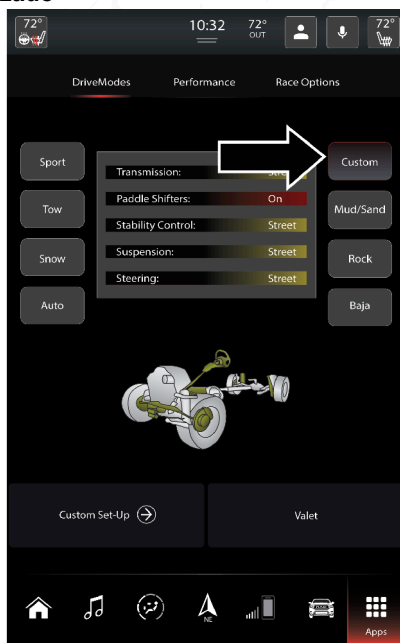 72°
10:32
72°
OUT
72°
DriveModes
Performance
Race Options
Sport
Tow
Snow
Auto
Transmission:
Paddle Shifters: On
Stability Control: Street
Suspension: Street
Steering: Street
Custom
Mud/Sand
Rock
Baja
Custom Set-Up
Valet
NE
Apps